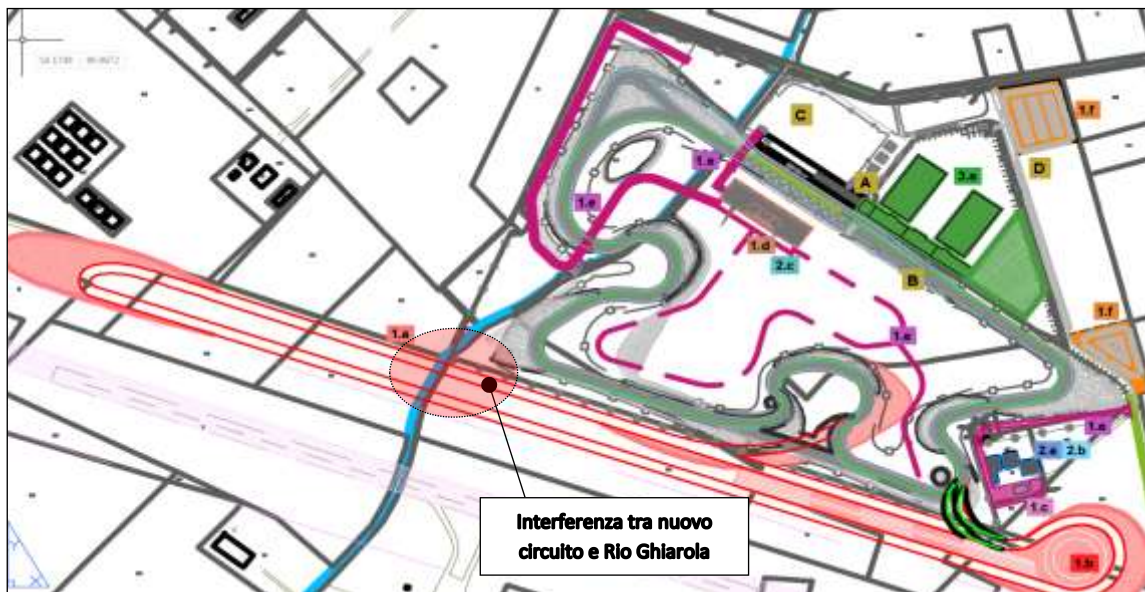 C
1.f
1.e
A
3.a
D
1.e
1.d
2.c
B
1.f
1.a
1.e
1.e
2.a
2.b
1.c
Interferenza tra nuovo
circuito e Rio Ghiarola
1.b